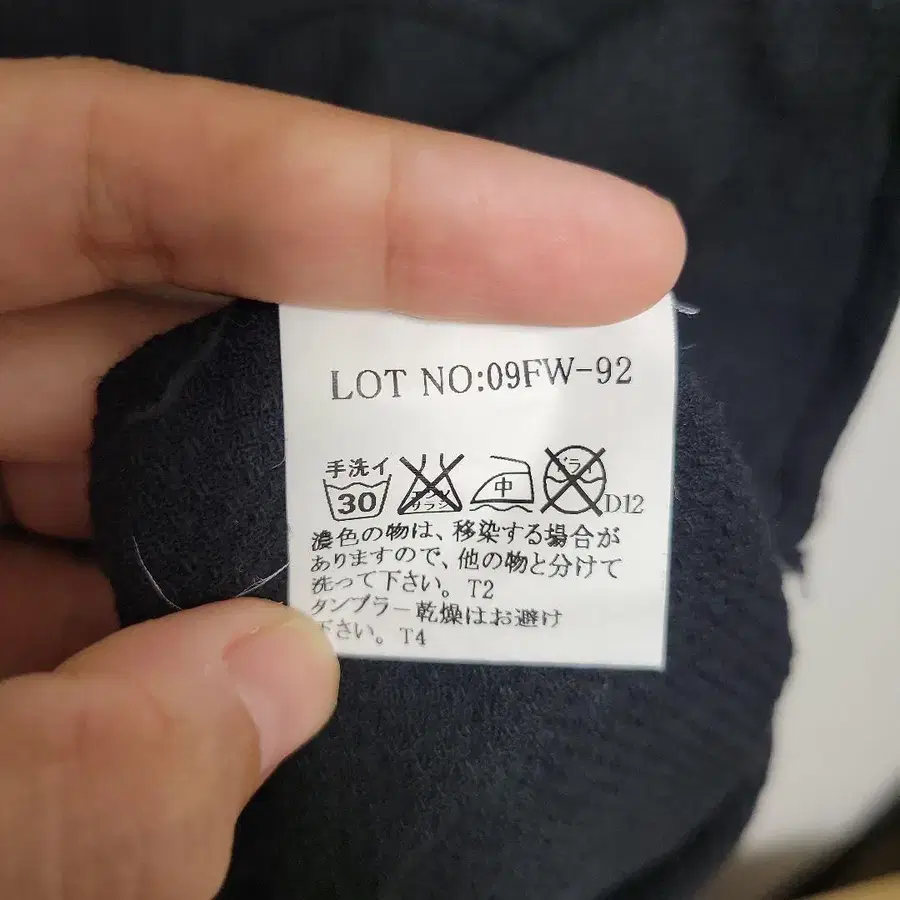 LOT NO:09FW-92
手洗イ
30
中
ドライ
D12
濃色の物は、移染する場合が
ありますので、他の物と分けて
洗って下さい。T2
タンブラー乾燥はお避け
下さい。T4